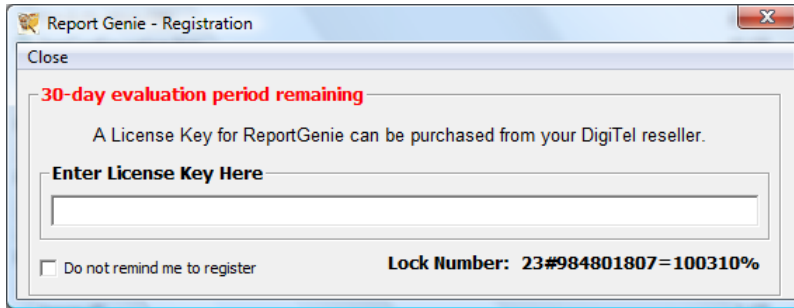 Report Genie - Registration
Close
30-day evaluation period remaining
A License Key for ReportGenie can be purchased from your DigiTel reseller.
Enter License Key Here
Do not remind me to register
Lock Number: 23#984801807=100310%